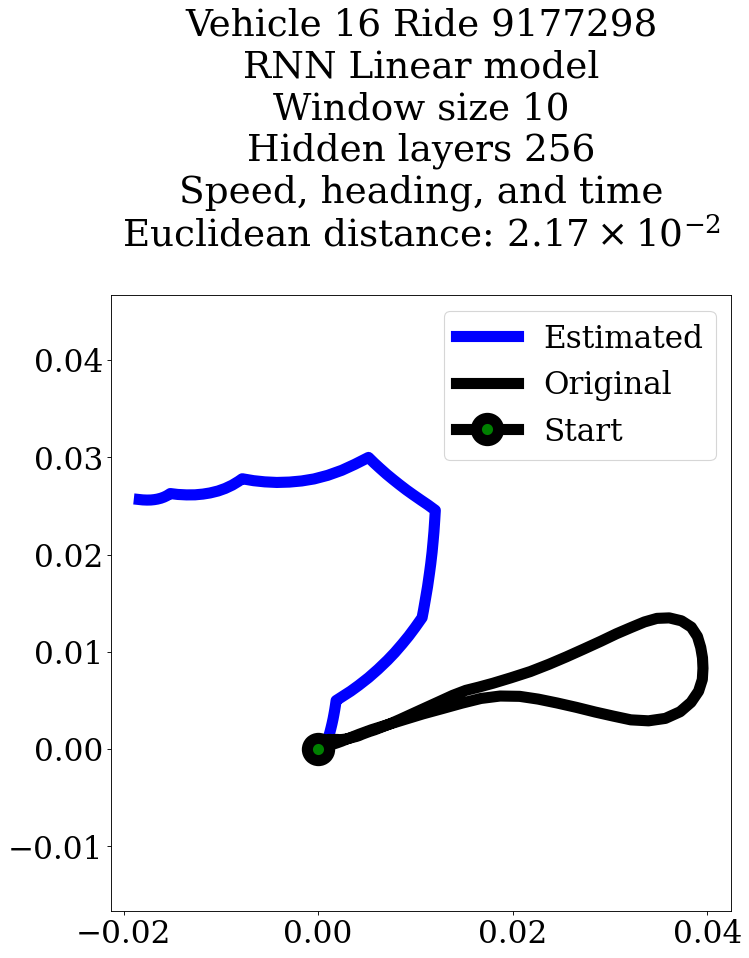 Vehicle 16 Ride 9177298
RNN Linear model
Window size 10
Hidden layers 256
Speed, heading, and time
Euclidean distance: 2.17 × 10⁻²
Estimated
Original
Start
0.04
0.03
0.02
0.01
0.00
−0.01
−0.02 0.00 0.02 0.04